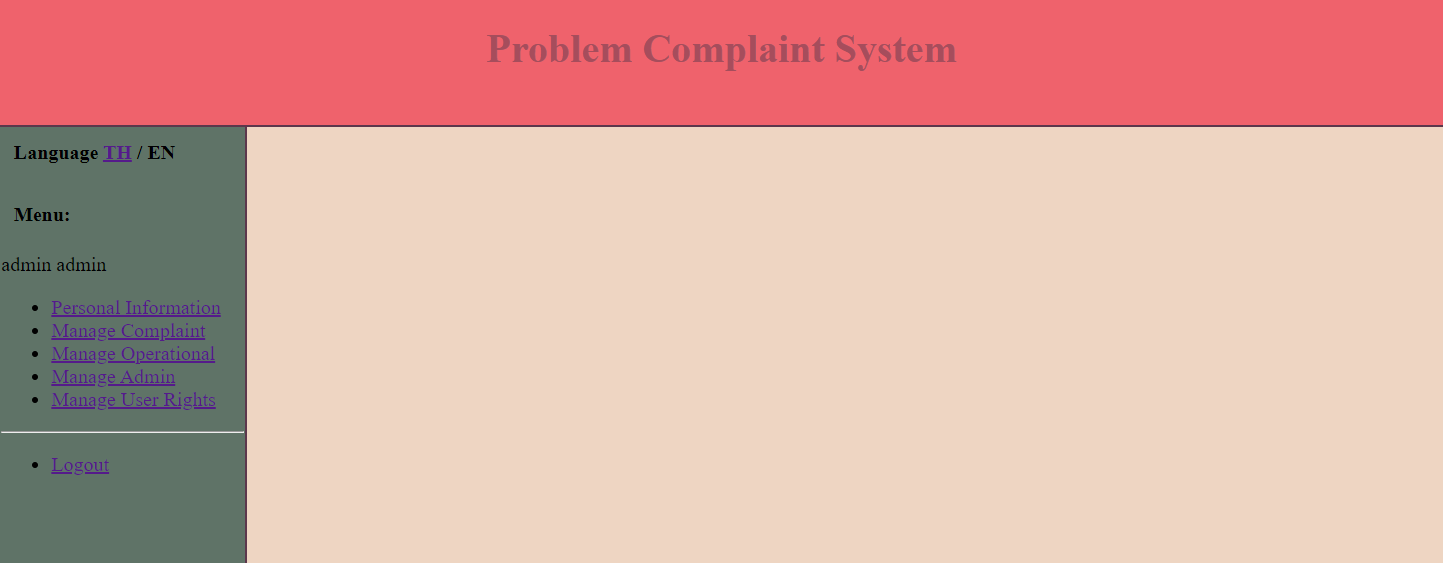 Problem Complaint System
Language TH / EN
Menu:
admin admin
Personal Information
Manage Complaint
Manage Operational
Manage Admin
Manage User Rights
Logout